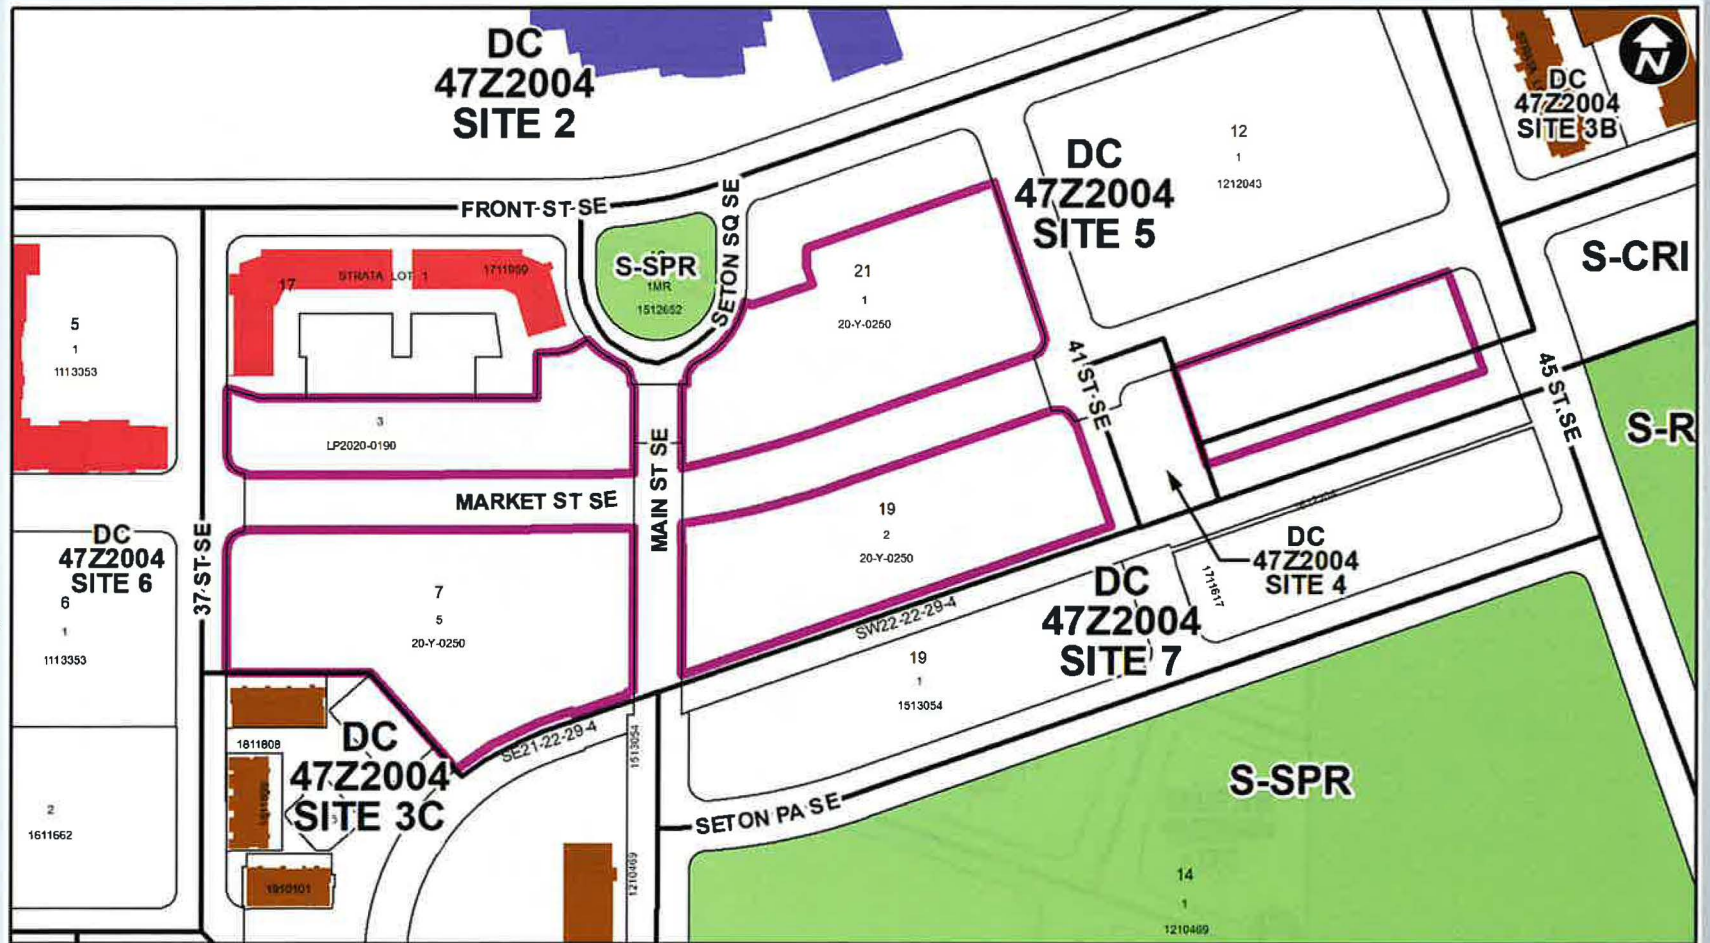 DC
47Z2004
SITE 2
DC
47Z2004
SITE 3B
N
12
1
1212043
DC
47Z2004
SITE 5
FRONT ST SE
SETON SQ SE
S-SPR
1MR
1512652
S-CRI
17
STRATA LOT 1
21
1
20-Y-0250
5
1
1113353
41 ST SE
45 ST SE
3
LP2020-0190
S-R
MARKET ST SE
MAIN ST SE
37 ST SE
19
2
20-Y-0250
DC
47Z2004
SITE 6
6
1
1113353
DC
47Z2004
SITE 4
7
5
20-Y-0250
DC
47Z2004
SITE 7
1711617
SW22-22-29-4
19
1
1513054
SE21-22-29-4
1513054
1611808
DC
47Z2004
SITE 3C
2
1611662
SETON PA SE
S-SPR
1210469
1910101
14
1
1210469